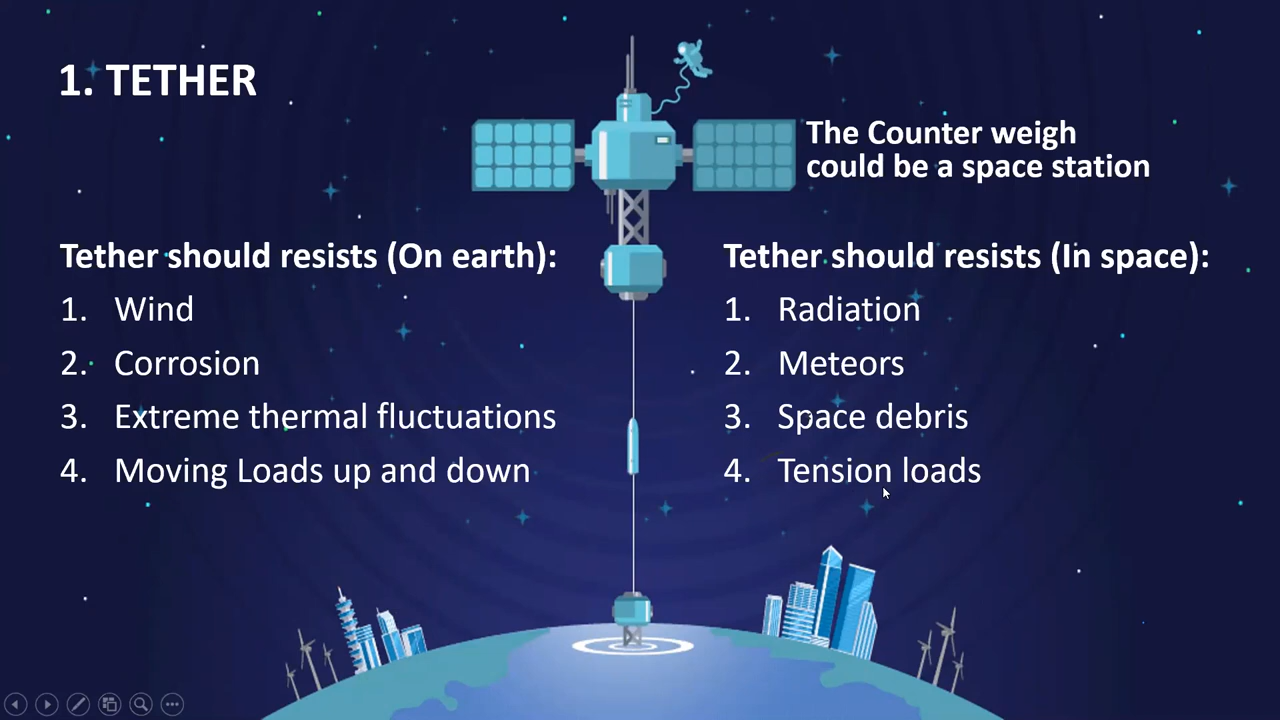 1. TETHER
The Counter weigh
could be a space station
Tether should resists (On earth):
1. Wind
2. Corrosion
3. Extreme thermal fluctuations
4. Moving Loads up and down
Tether should resists (In space):
1. Radiation
2. Meteors
3. Space debris
4. Tension loads